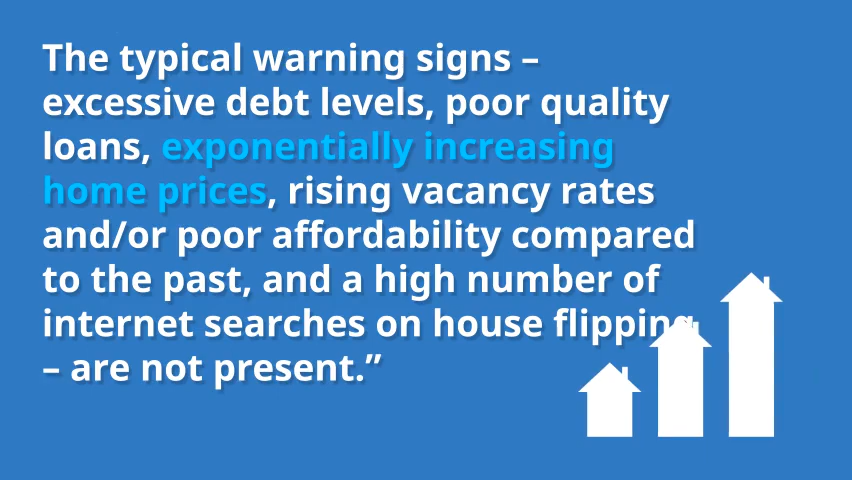 The typical warning signs –
excessive debt levels, poor quality
loans, exponentially increasing
home prices, rising vacancy rates
and/or poor affordability compared
to the past, and a high number of
internet searches on house flipping
– are not present.”